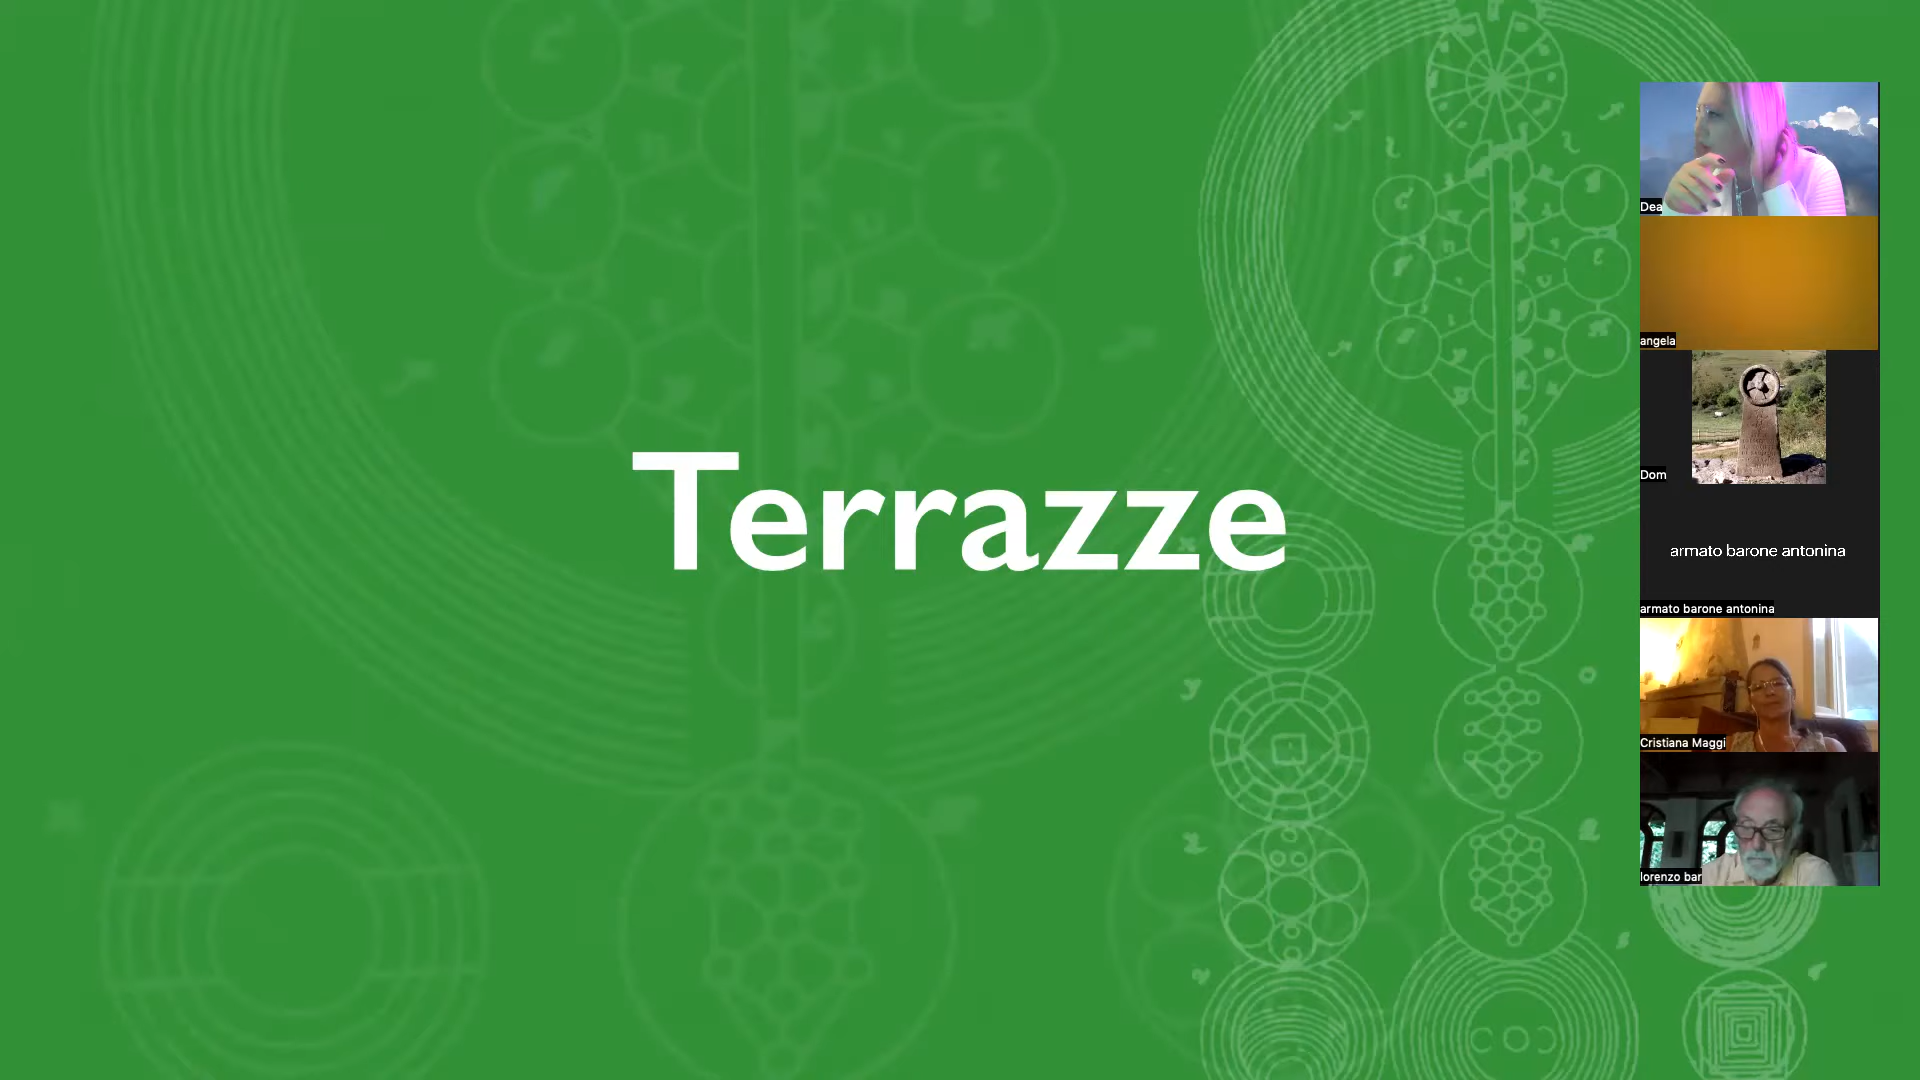 Terrazze
Dea
angela
Dom
armato barone antonina
armato barone antonina
Cristiana Maggi
lorenzo bar